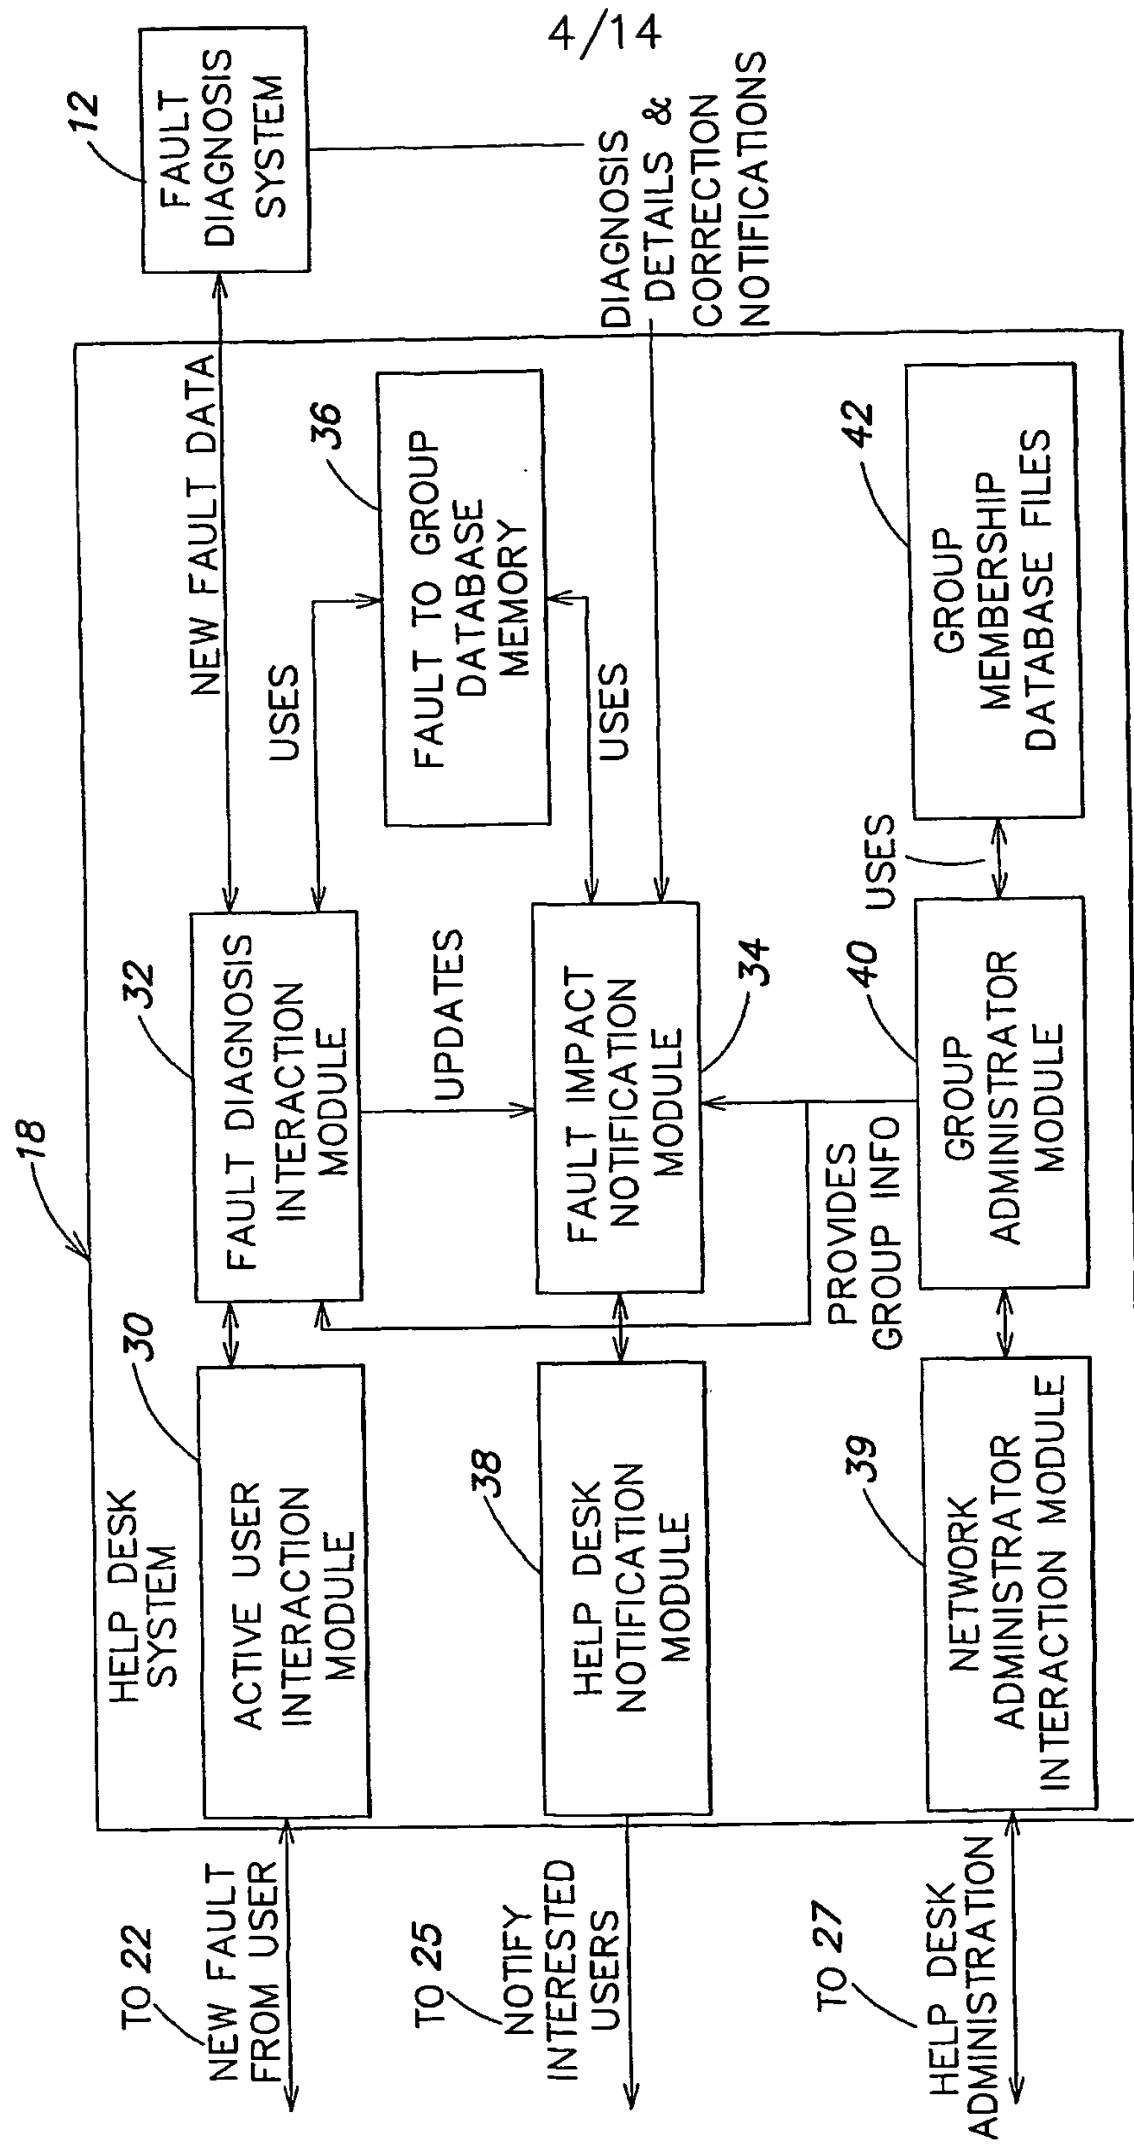 4/14
HELP DESK
SYSTEM
18
TO 22
NEW FAULT
FROM USER
30
ACTIVE USER
INTERACTION
MODULE
32
FAULT DIAGNOSIS
INTERACTION
MODULE
NEW FAULT DATA
12
FAULT
DIAGNOSIS
SYSTEM
USES
36
FAULT TO GROUP
DATABASE
MEMORY
UPDATES
USES
DIAGNOSIS
DETAILS &
CORRECTION
NOTIFICATIONS
TO 25
NOTIFY
INTERESTED
USERS
38
HELP DESK
NOTIFICATION
MODULE
FAULT IMPACT
NOTIFICATION
MODULE
34
PROVIDES
GROUP INFO
TO 27
HELP DESK
ADMINISTRATION
39
NETWORK
ADMINISTRATOR
INTERACTION MODULE
40
GROUP
ADMINISTRATOR
MODULE
USES
42
GROUP
MEMBERSHIP
DATABASE FILES